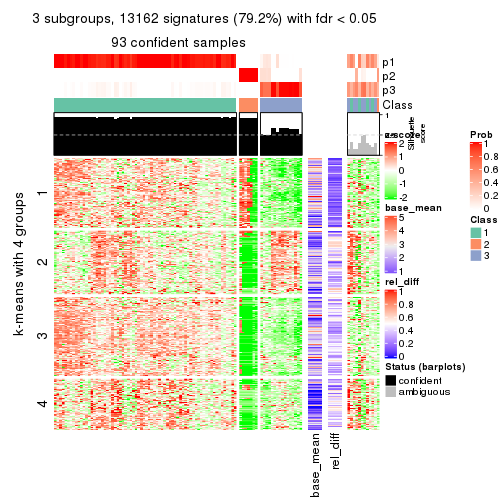 3 subgroups, 13162 signatures (79.2%) with fdr < 0.05
93 confident samples
p1
p2
p3
Class
1
Silhouette
score
z-score
2
1
0
-1
-2
Prob
1
0.8
0.6
0.4
0.2
0
base_mean
5
4
3
2
1
Class
1
2
3
rel_diff
1
0.8
0.6
0.4
0.2
0
Status (barplots)
confident
ambiguous
k-means with 4 groups
1
2
3
4
base_mean
rel_diff